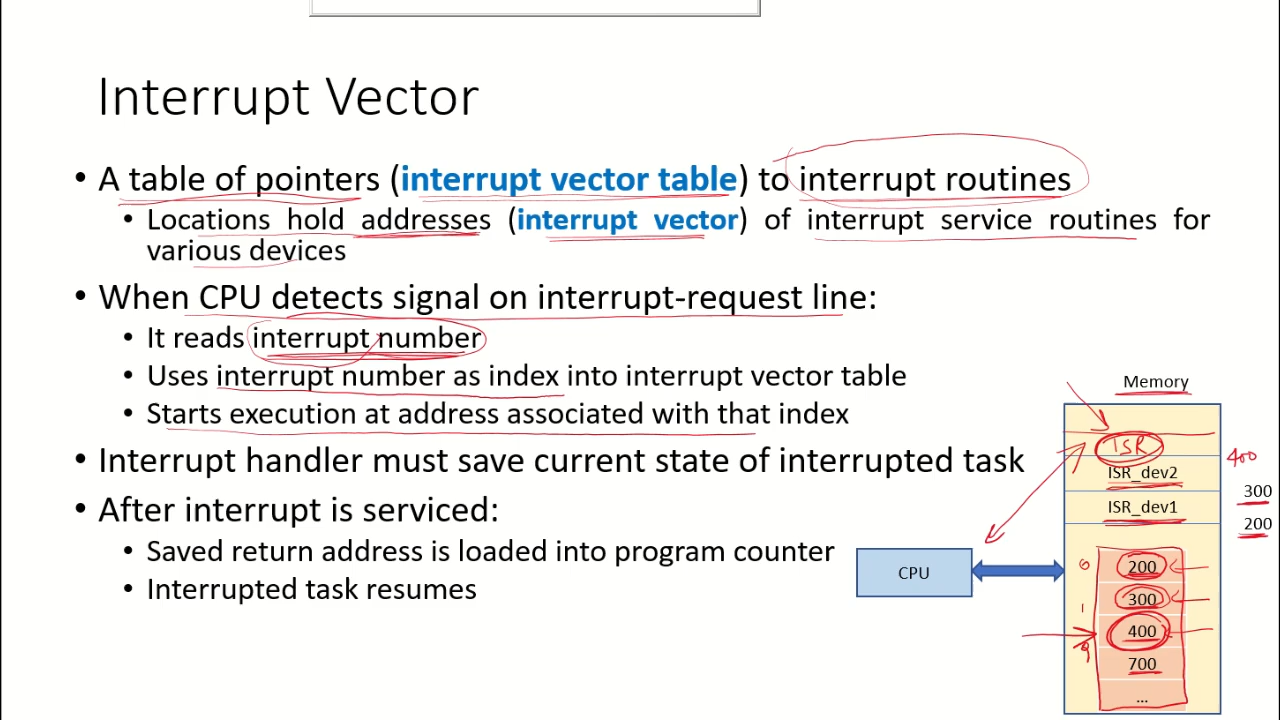 Interrupt Vector
• A table of pointers (interrupt vector table) to interrupt routines
• Locations hold addresses (interrupt vector) of interrupt service routines for
various devices
• When CPU detects signal on interrupt-request line:
• It reads interrupt number
• Uses interrupt number as index into interrupt vector table
• Starts execution at address associated with that index
• Interrupt handler must save current state of interrupted task
• After interrupt is serviced:
• Saved return address is loaded into program counter
• Interrupted task resumes
Memory
ISR
400
ISR_dev2
300
ISR_dev1
200
CPU
0 200
1 300
400
700
...